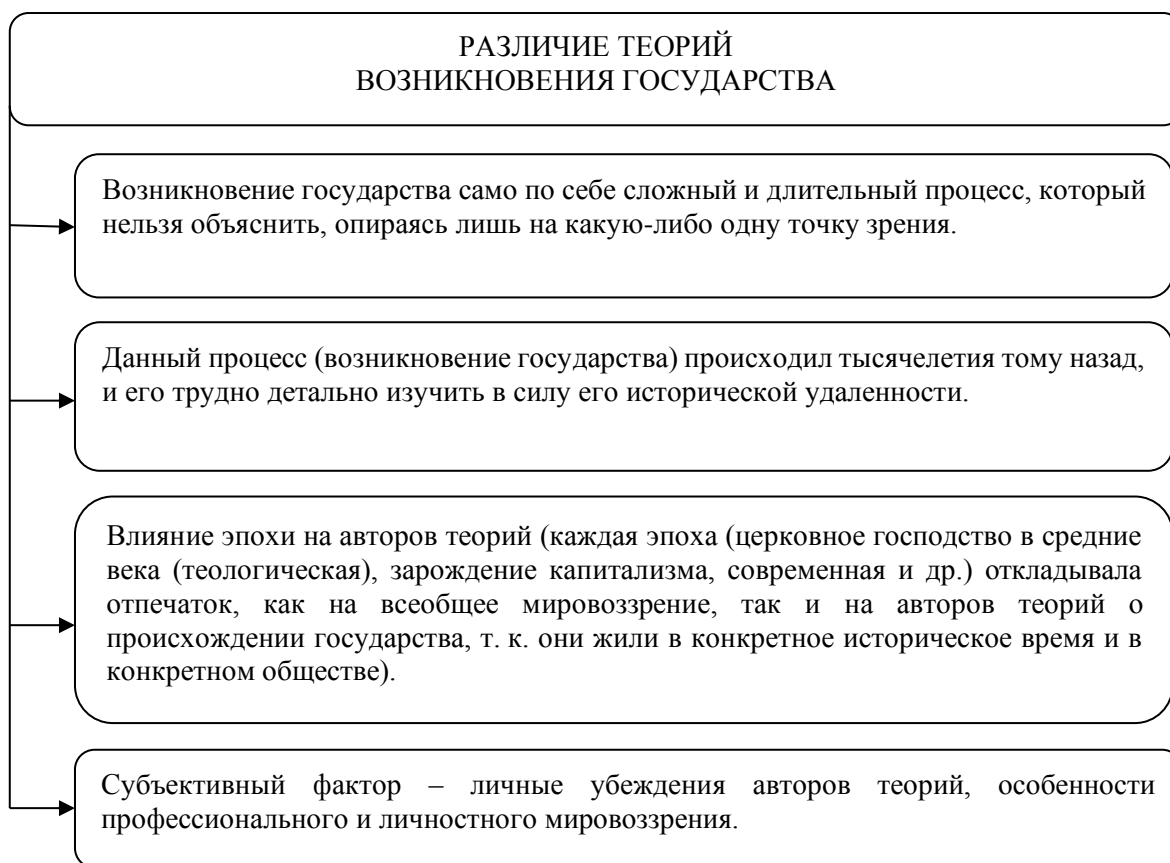 РАЗЛИЧИЕ ТЕОРИЙ
ВОЗНИКНОВЕНИЯ ГОСУДАРСТВА
Возникновение государства само по себе сложный и длительный процесс, который
нельзя объяснить, опираясь лишь на какую-либо одну точку зрения.
Данный процесс (возникновение государства) происходил тысячелетия тому назад,
и его трудно детально изучить в силу его исторической удаленности.
Влияние эпохи на авторов теорий (каждая эпоха (церковное господство в средние
века (теологическая), зарождение капитализма, современная и др.) откладывала
отпечаток, как на всеобщее мировоззрение, так и на авторов теорий о
происхождении государства, т. к. они жили в конкретное историческое время и в
конкретном обществе).
Субъективный фактор – личные убеждения авторов теорий, особенности
профессионального и личностного мировоззрения.